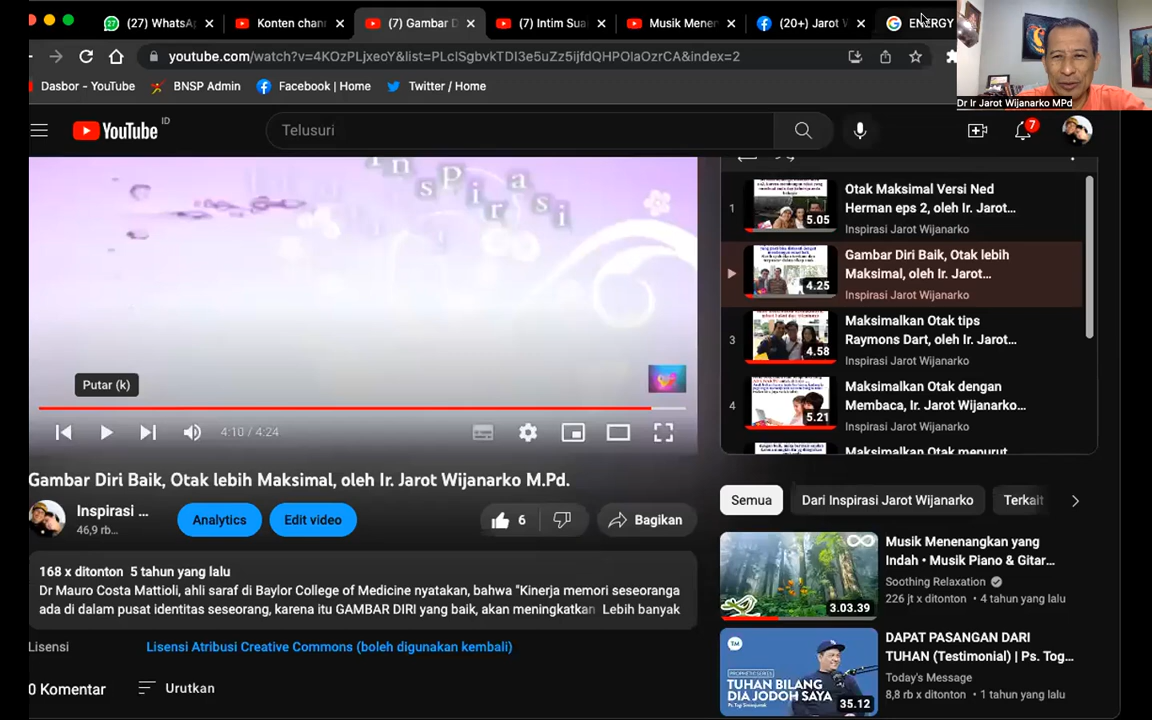 (27) WhatsA
Konten chan
(7) Gambar D
(7) Intim Sua
Musik Mener
(20+) Jarot W
ENERGY
Dr Ir Jarot Wijanarko MPd
youtube.com/watch?v=4KOzPLjxeoY&list=PLclSgbvkTDI3e5uZz5ijfdQHPOlaOzrCA&index=2
Dasbor - YouTube
BNSP Admin
Facebook | Home
Twitter / Home
YouTube ID
Telusuri
7
Inspirasi
Putar (k)
4:10 / 4:24
Gambar Diri Baik, Otak lebih Maksimal, oleh Ir. Jarot Wijanarko M.Pd.
Inspirasi ...
46,9 rb...
Analytics
Edit video
6
Bagikan
168 x ditonton 5 tahun yang lalu
Dr Mauro Costa Mattioli, ahli saraf di Baylor College of Medicine nyatakan, bahwa "Kinerja memori seseorang
ada di dalam pusat identitas seseorang, karena itu GAMBAR DIRI yang baik, akan meningkatkan Lebih banyak
Lisensi
Lisensi Atribusi Creative Commons (boleh digunakan kembali)
0 Komentar
Urutkan
1
5.05
Otak Maksimal Versi Ned
Herman eps 2, oleh Ir. Jarot...
Inspirasi Jarot Wijanarko
4.25
Gambar Diri Baik, Otak lebih
Maksimal, oleh Ir. Jarot...
Inspirasi Jarot Wijanarko
3
4.58
Maksimalkan Otak tips
Raymons Dart, oleh Ir. Jarot...
Inspirasi Jarot Wijanarko
4
5.21
Maksimalkan Otak dengan
Membaca, Ir. Jarot Wijanarko...
Inspirasi Jarot Wijanarko
Maksimalkan Otak menurut
Semua
Dari Inspirasi Jarot Wijanarko
Terkait
3.03.39
Musik Menenangkan yang
Indah • Musik Piano & Gitar...
Soothing Relaxation
226 jt x ditonton • 4 tahun yang lalu
TM
PROPHETIC SERIES
TUHAN BILANG
DIA JODOH SAYA
35.12
DAPAT PASANGAN DARI
TUHAN (Testimonial) | Ps. Tog...
Today's Message
8,8 rb x ditonton • 1 tahun yang lalu